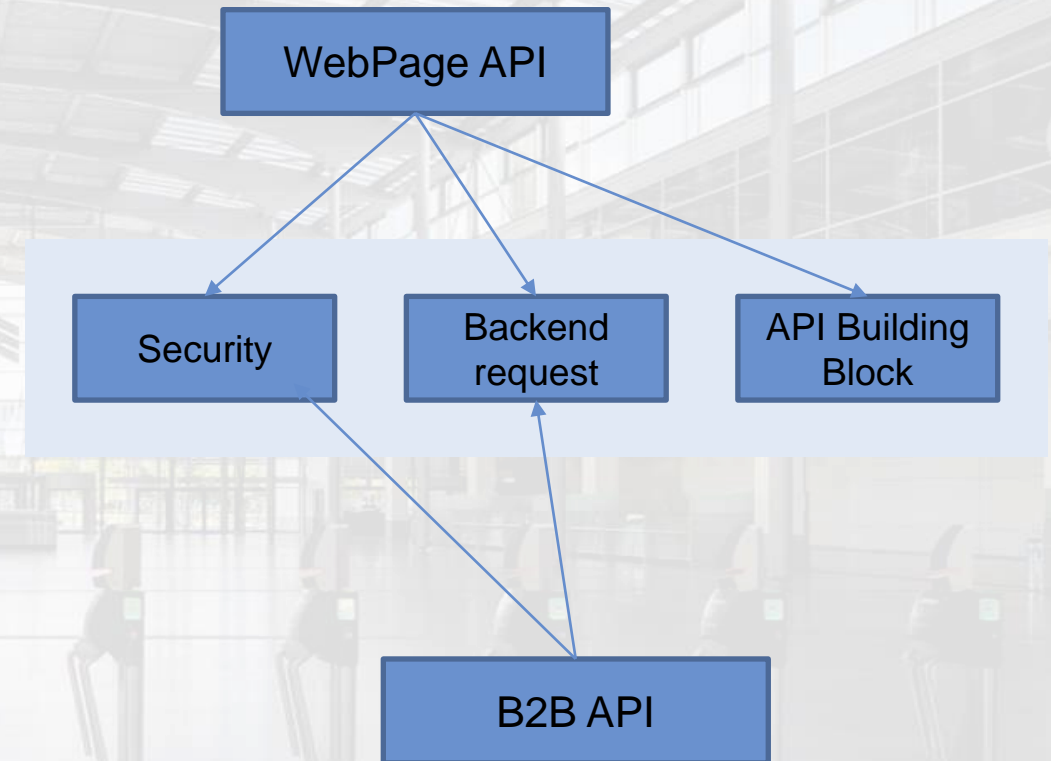 WebPage API
Security
Backend
request
API Building
Block
B2B API